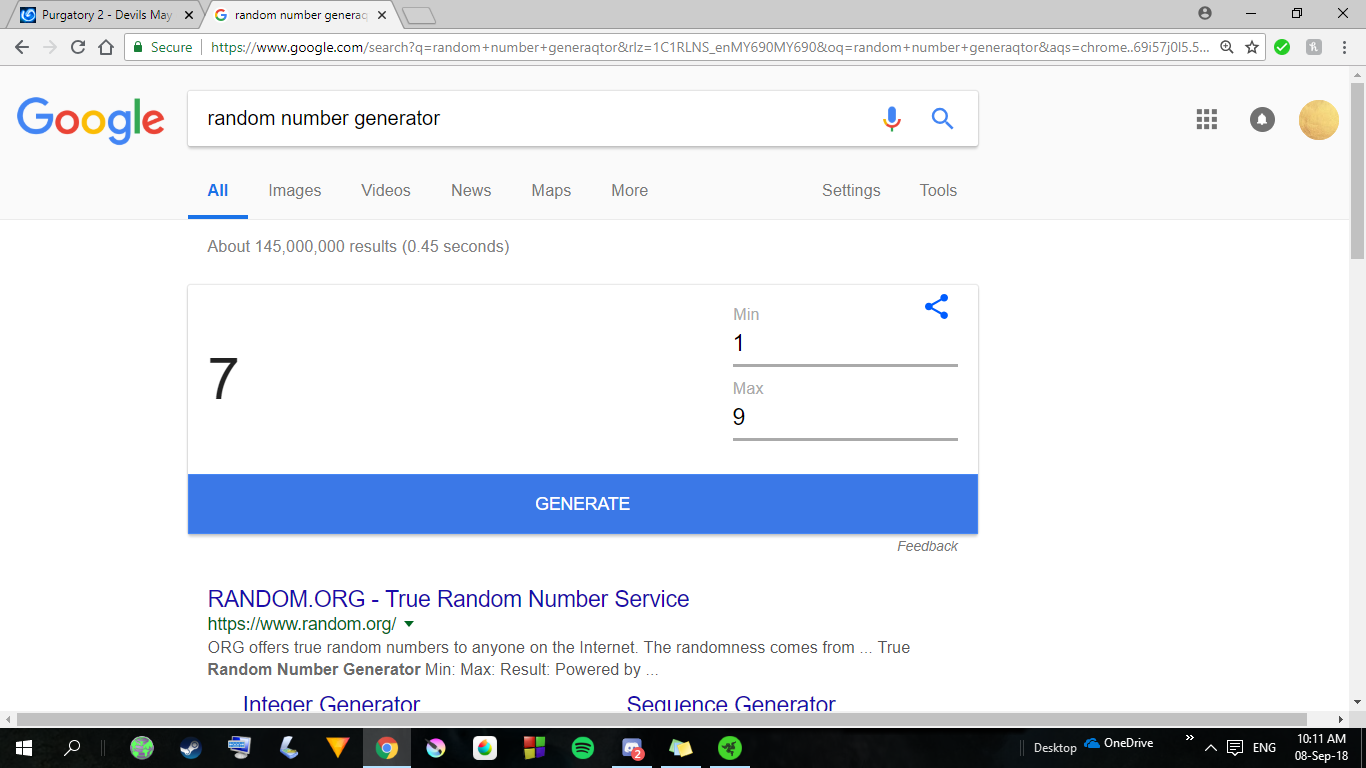 Purgatory 2 - Devils May
random number generaq
Secure
https://www.google.com/search?q=random+number+generaqtor&rlz=1C1RLNS_enMY690MY690&oq=random+number+generaqtor&aqs=chrome..69i57j0l5.5...
Google
random number generator
All Images Videos News Maps More Settings Tools
About 145,000,000 results (0.45 seconds)
7
Min
1
Max
9
GENERATE
Feedback
RANDOM.ORG - True Random Number Service
https://www.random.org/
ORG offers true random numbers to anyone on the Internet. The randomness comes from ... True
Random Number Generator Min: Max: Result: Powered by ...
Integer Generator
Sequence Generator
2
Desktop
OneDrive
ENG
10:11 AM
08-Sep-18